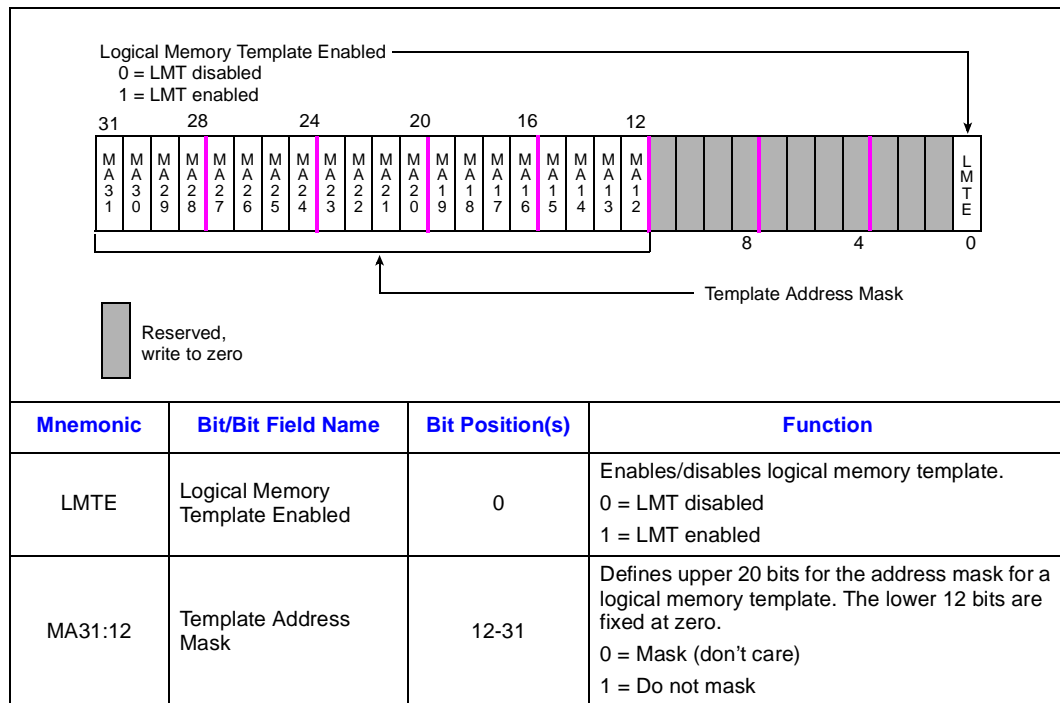 Logical Memory Template Enabled
0 = LMT disabled
1 = LMT enabled
31 28 24 20 16 12
MA31 MA30 MA29 MA28 MA27 MA26 MA25 MA24 MA23 MA22 MA21 MA20 MA19 MA18 MA17 MA16 MA15 MA14 MA13 MA12 LMTE
8 4 0
Template Address Mask
Reserved,
write to zero
Mnemonic Bit/Bit Field Name Bit Position(s) Function
LMTE
Logical Memory
Template Enabled
0
Enables/disables logical memory template.
0 = LMT disabled
1 = LMT enabled
MA31:12
Template Address
Mask
12-31
Defines upper 20 bits for the address mask for a
logical memory template. The lower 12 bits are
fixed at zero.
0 = Mask (don't care)
1 = Do not mask